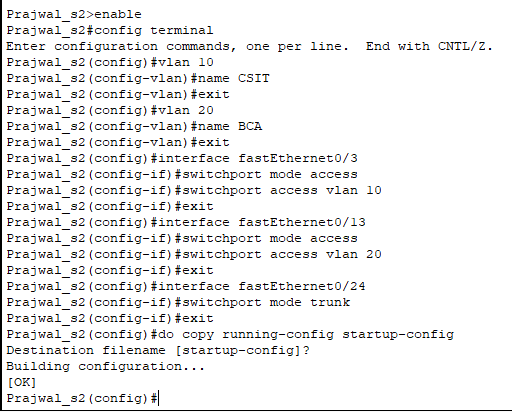 Prajwal_s2>enable
Prajwal_s2#config terminal
Enter configuration commands, one per line.  End with CNTL/Z.
Prajwal_s2(config)#vlan 10
Prajwal_s2(config-vlan)#name CSIT
Prajwal_s2(config-vlan)#exit
Prajwal_s2(config)#vlan 20
Prajwal_s2(config-vlan)#name BCA
Prajwal_s2(config-vlan)#exit
Prajwal_s2(config)#interface fastEthernet0/3
Prajwal_s2(config-if)#switchport mode access
Prajwal_s2(config-if)#switchport access vlan 10
Prajwal_s2(config-if)#exit
Prajwal_s2(config)#interface fastEthernet0/13
Prajwal_s2(config-if)#switchport mode access
Prajwal_s2(config-if)#switchport access vlan 20
Prajwal_s2(config-if)#exit
Prajwal_s2(config)#interface fastEthernet0/24
Prajwal_s2(config-if)#switchport mode trunk
Prajwal_s2(config-if)#exit
Prajwal_s2(config)#do copy running-config startup-config
Destination filename [startup-config]?
Building configuration...
[OK]
Prajwal_s2(config)#